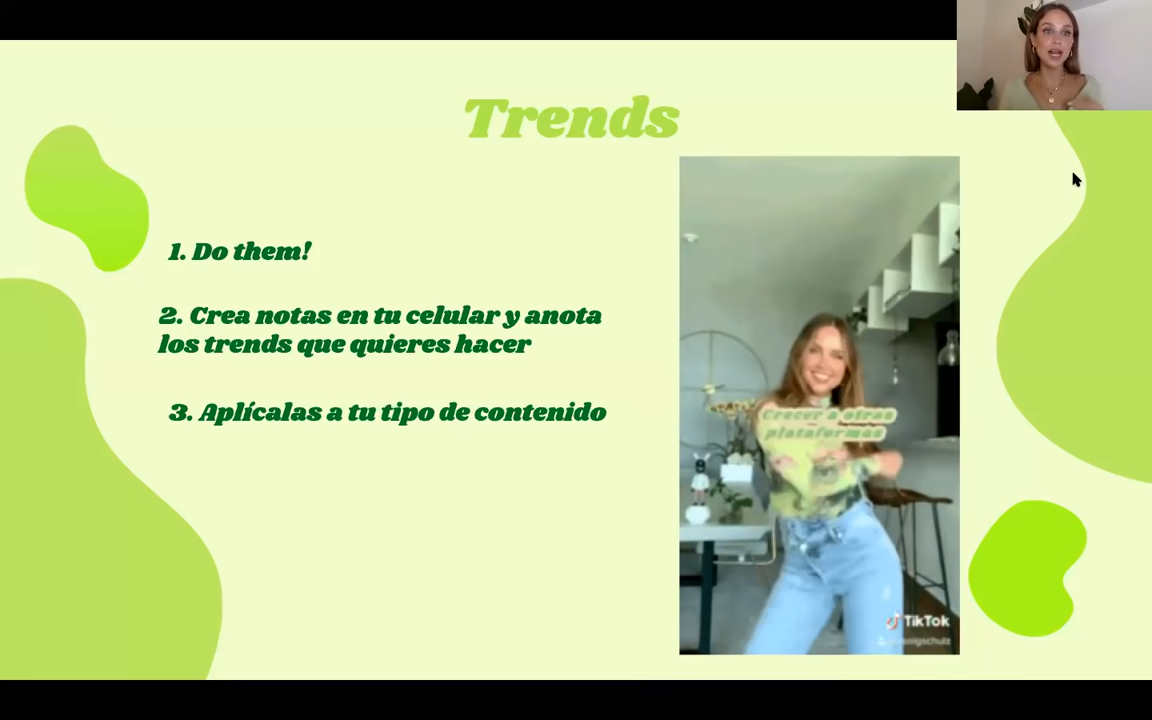 Trends
1. Do them!
2. Crea notas en tu celular y anota
los trends que quieres hacer
3. Aplícalas a tu tipo de contenido
Crecer a otras
plataformas
TikTok